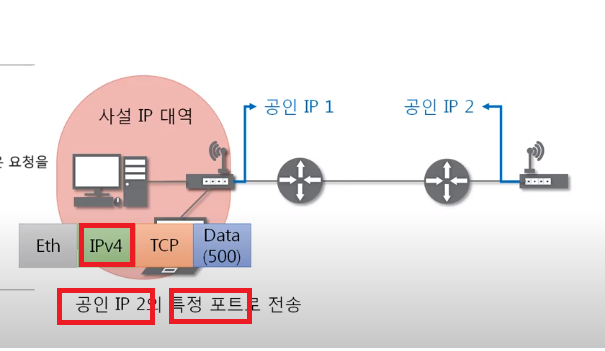 사설 IP 대역
공인 IP 1
공인 IP 2
요청을
Eth
IPv4
TCP
Data
(500)
공인 IP 2의 특정 포트로 전송